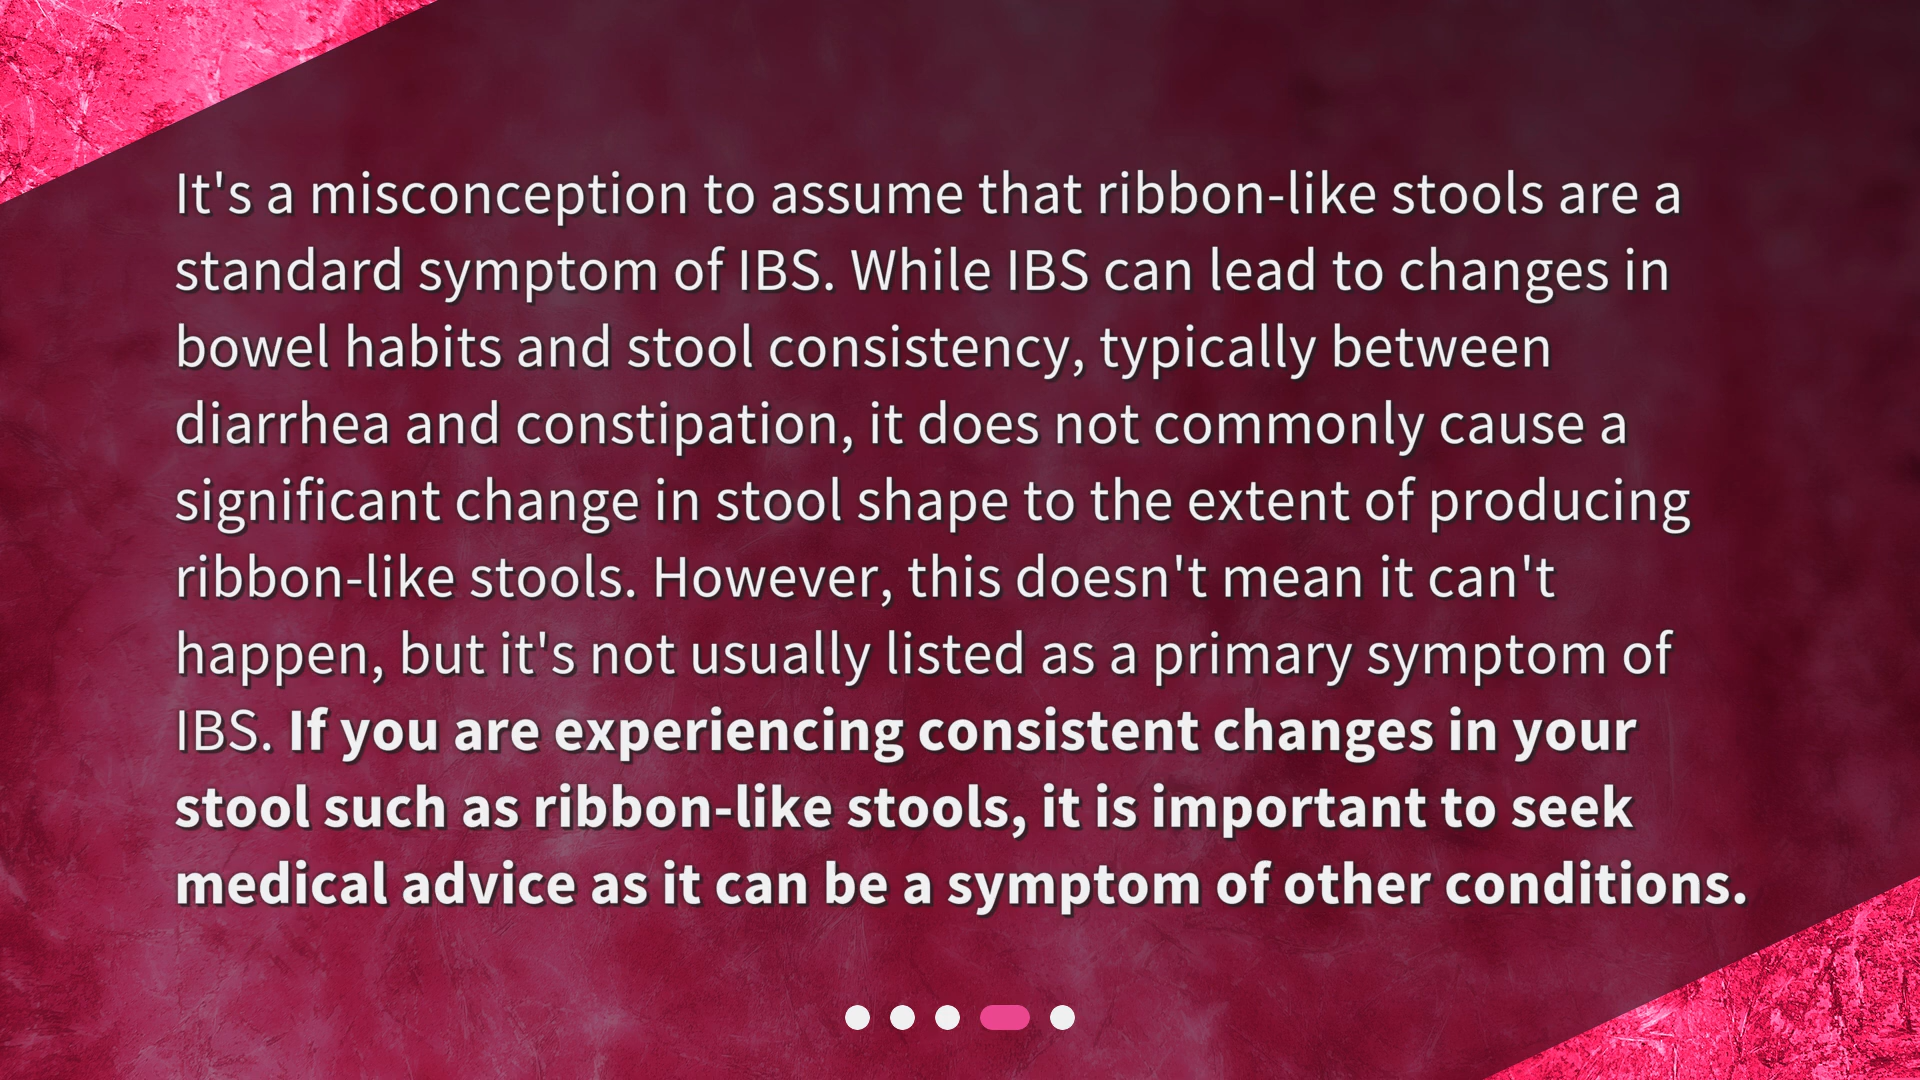 It's a misconception to assume that ribbon-like stools are a
standard symptom of IBS. While IBS can lead to changes in
bowel habits and stool consistency, typically between
diarrhea and constipation, it does not commonly cause a
significant change in stool shape to the extent of producing
ribbon-like stools. However, this doesn't mean it can't
happen, but it's not usually listed as a primary symptom of
IBS. If you are experiencing consistent changes in your
stool such as ribbon-like stools, it is important to seek
medical advice as it can be a symptom of other conditions.